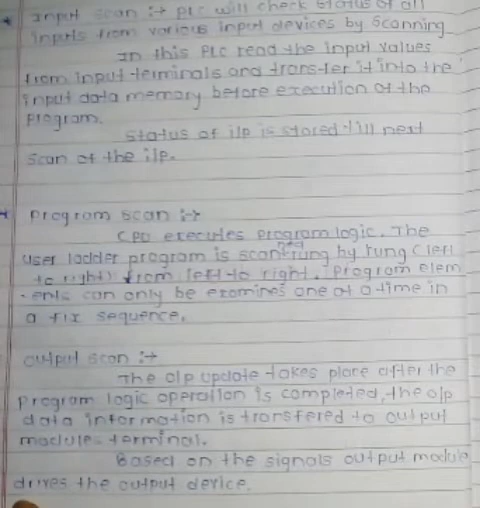 * Input scan :→ PLC will check status of all
inputs from various input devices by Scanning
In this PLC read the input values
from input terminals and transfer it into the
input data memory before execution of the
program.
Status of i/p is stored till next
scan of the i/p.
* Program scan :→
CPU executes program logic. The
user ladder program is scanned rung by rung (left
to right) from left to right. Program elem
-ents can only be examines one at a time in
a fix sequence.
Output scan :→
The o/p update takes place after the
program logic operation is completed, the o/p
data information is transfered to output
modules terminal.
Based on the signals output module
drives the output device.